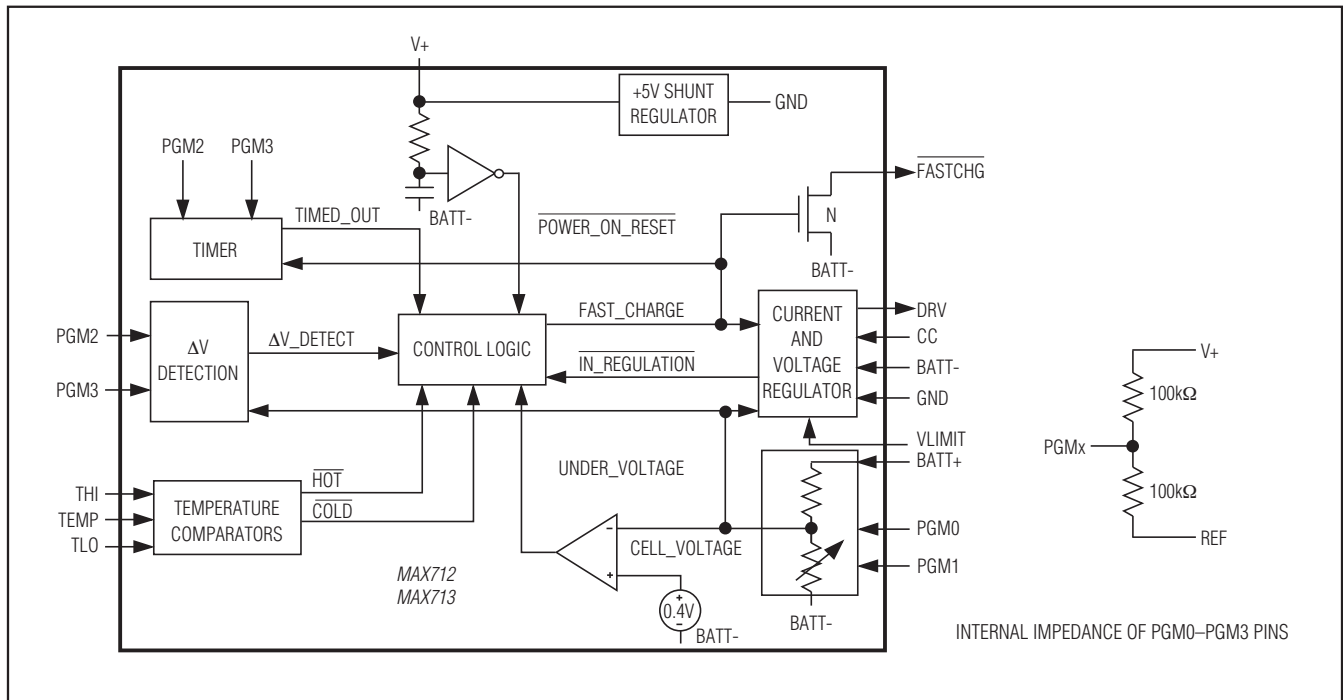 V+
+5V SHUNT
REGULATOR
GND
PGM2
PGM3
FASTCHG
N
BATT-
BATT-
TIMED_OUT
POWER_ON_RESET
TIMER
FAST_CHARGE
CURRENT
AND
VOLTAGE
REGULATOR
DRV
CC
BATT-
GND
VLIMIT
BATT+
PGM2
PGM3
ΔV
DETECTION
ΔV_DETECT
CONTROL LOGIC
IN_REGULATION
UNDER_VOLTAGE
HOT
COLD
THI
TEMP
TLO
TEMPERATURE
COMPARATORS
-
+
CELL_VOLTAGE
PGM0
PGM1
MAX712
MAX713
+
0.4V
-
BATT-
BATT-
V+
100kΩ
PGMx
100kΩ
REF
INTERNAL IMPEDANCE OF PGM0–PGM3 PINS